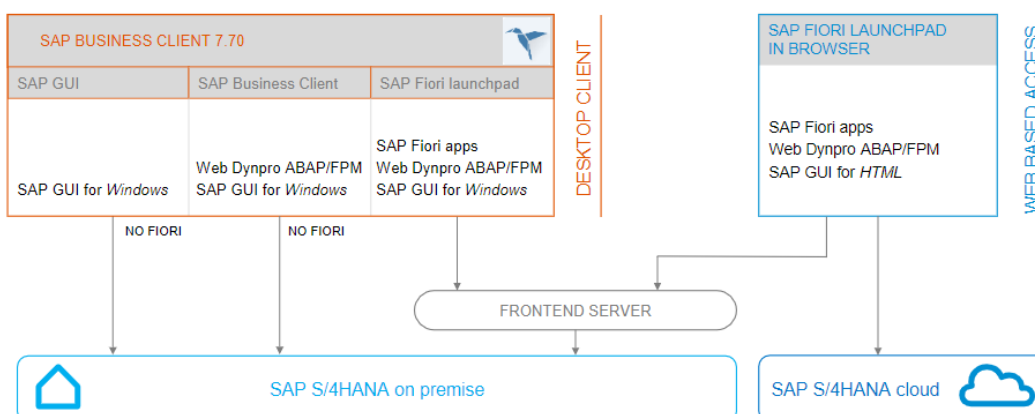 SAP BUSINESS CLIENT 7.70
SAP GUI
SAP Business Client
SAP Fiori launchpad
SAP GUI for Windows
Web Dynpro ABAP/FPM
SAP GUI for Windows
SAP Fiori apps
Web Dynpro ABAP/FPM
SAP GUI for Windows
DESKTOP CLIENT
SAP FIORI LAUNCHPAD
IN BROWSER
SAP Fiori apps
Web Dynpro ABAP/FPM
SAP GUI for HTML
WEB BASED ACCESS
NO FIORI
NO FIORI
FRONTEND SERVER
SAP S/4HANA on premise
SAP S/4HANA cloud